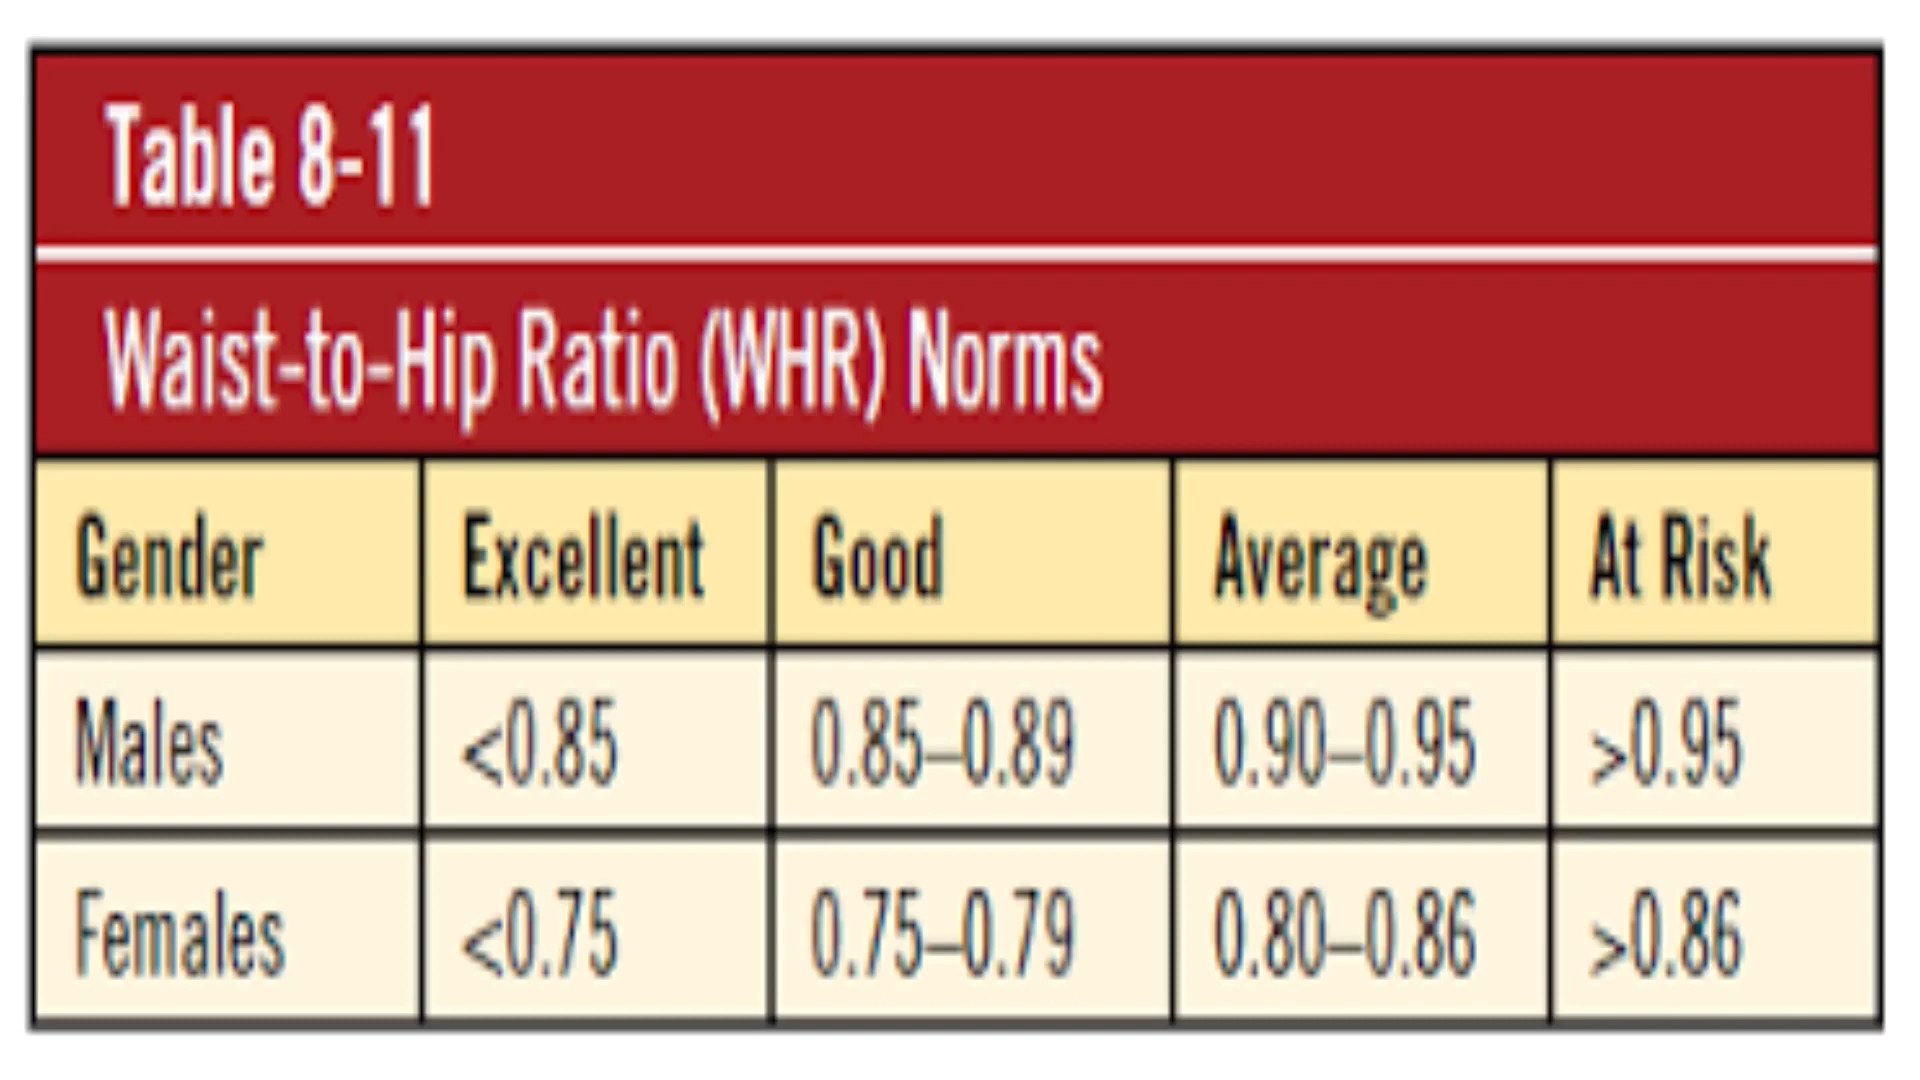 Table 8-11
Waist-to-Hip Ratio (WHR) Norms
Gender Excellent Good Average At Risk
Males <0.85 0.85–0.89 0.90–0.95 >0.95
Females <0.75 0.75–0.79 0.80–0.86 >0.86